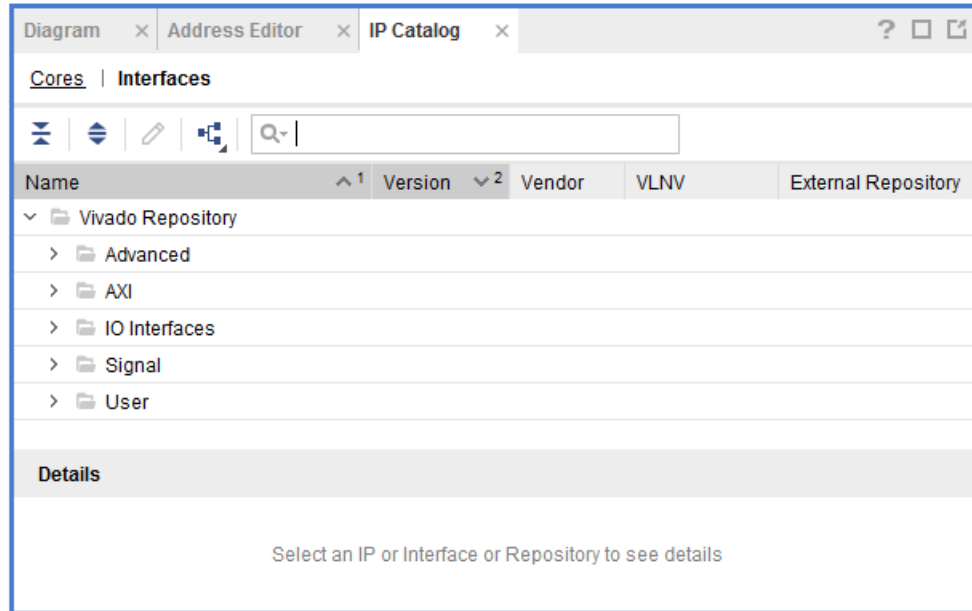 Diagram Address Editor IP Catalog ?
Cores | Interfaces
Name 1 Version 2 Vendor VLNV External Repository
Vivado Repository
Advanced
AXI
IO Interfaces
Signal
User
Details
Select an IP or Interface or Repository to see details